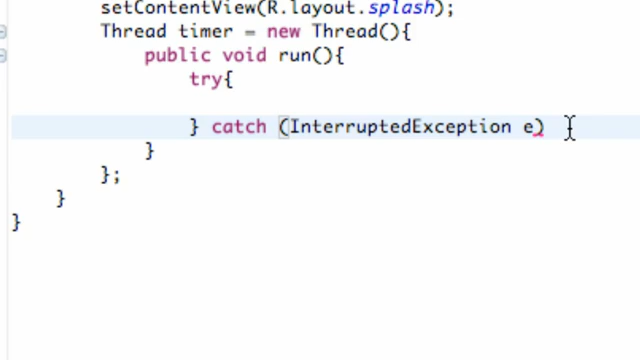 setContentView(R.layout.splash);
Thread timer = new Thread(){
public void run(){
try{
} catch (InterruptedException e)
}
};
}
}